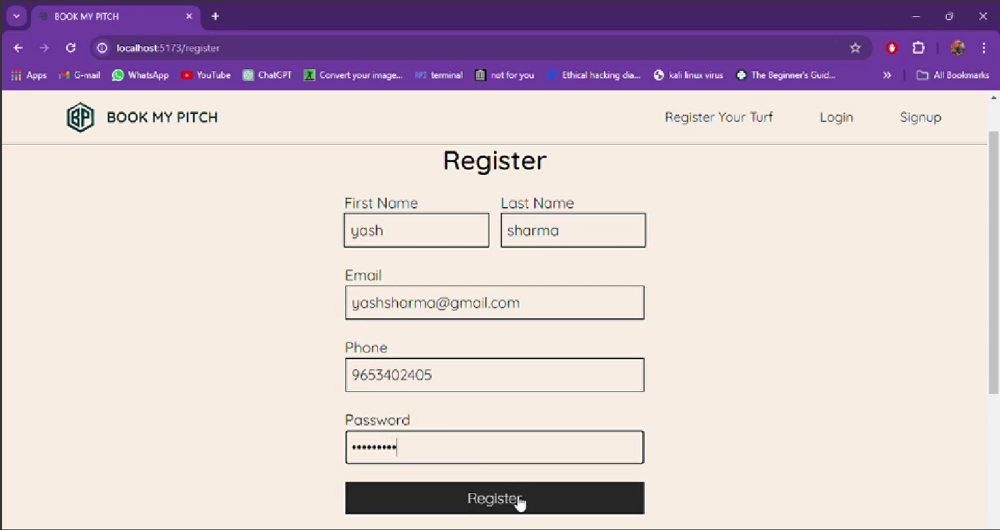 BOOK MY PITCH
localhost:5173/register
Apps G-mail WhatsApp YouTube ChatGPT Convert your image... API terminal not for you Ethical hacking dia... kali linux virus The Beginner's Guid... » All Bookmarks
BP BOOK MY PITCH Register Your Turf Login Signup
Register
First Name Last Name
yash sharma
Email
yashsharma@gmail.com
Phone
9653402405
Password
•••••••••
Register